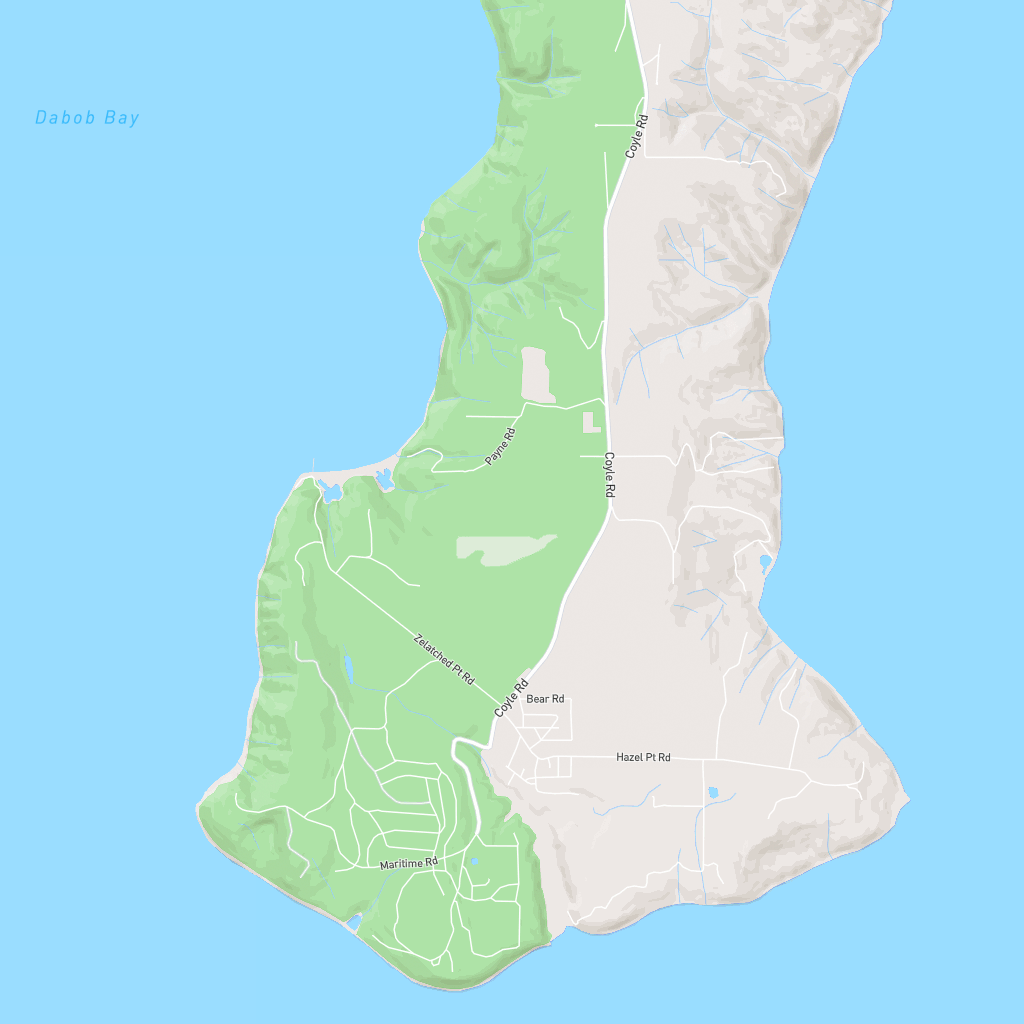 Dabob Bay
Coyle Rd
Payne Rd
Coyle Rd
Zelatched Pt Rd
Coyle Rd
Bear Rd
Hazel Pt Rd
Maritime Rd